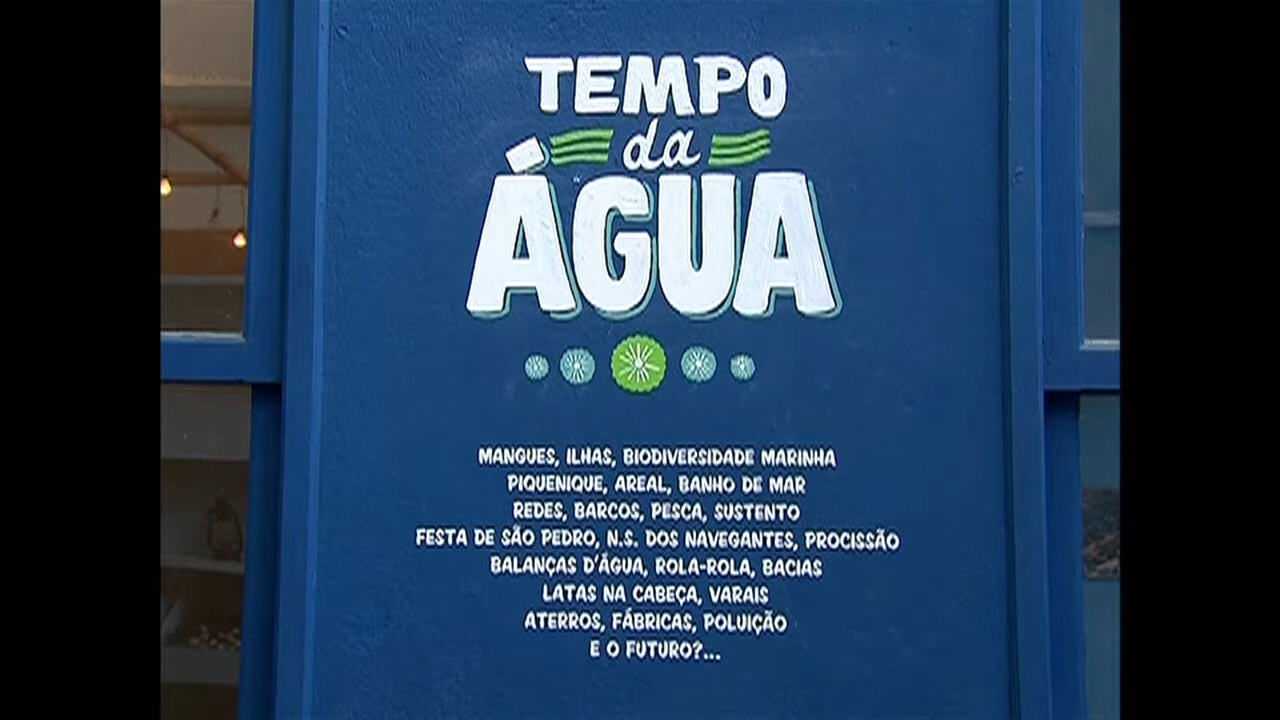 TEMPO
da
ÁGUA
MANGUES, ILHAS, BIODIVERSIDADE MARINHA
PIQUENIQUE, AREAL, BANHO DE MAR
REDES, BARCOS, PESCA, SUSTENTO
FESTA DE SÃO PEDRO, N.S. DOS NAVEGANTES, PROCISSÃO
BALANÇAS D'ÁGUA, ROLA-ROLA, BACIAS
LATAS NA CABEÇA, VARAIS
ATERROS, FÁBRICAS, POLUIÇÃO
E O FUTURO?...